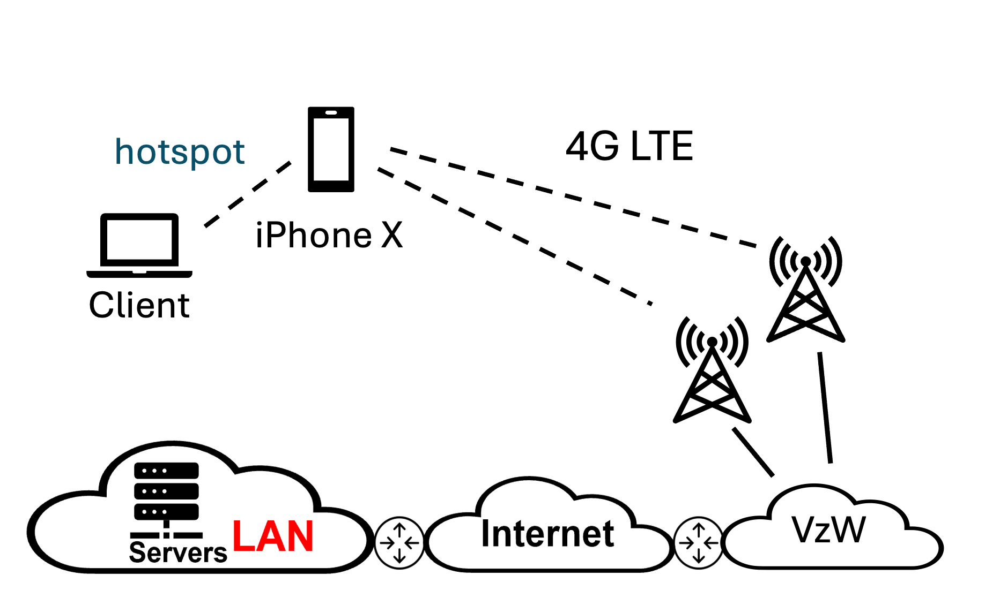 4G LTE
hotspot
iPhone X
Client
Internet
VzW
LAN
Servers